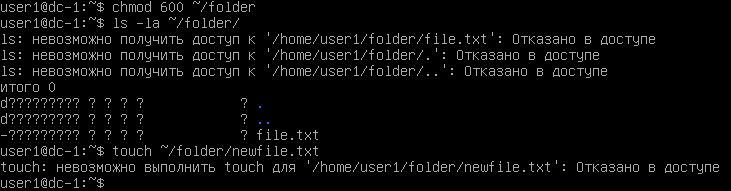 user1@dc-1:~$ chmod 600 ~/folder
user1@dc-1:~$ ls -la ~/folder/
ls: невозможно получить доступ к '/home/user1/folder/file.txt': Отказано в доступе
ls: невозможно получить доступ к '/home/user1/folder/.': Отказано в доступе
ls: невозможно получить доступ к '/home/user1/folder/..': Отказано в доступе
итого 0
d????????? ? ? ? ?            ? .
d????????? ? ? ? ?            ? ..
-????????? ? ? ? ?            ? file.txt
user1@dc-1:~$ touch ~/folder/newfile.txt
touch: невозможно выполнить touch для '/home/user1/folder/newfile.txt': Отказано в доступе
user1@dc-1:~$